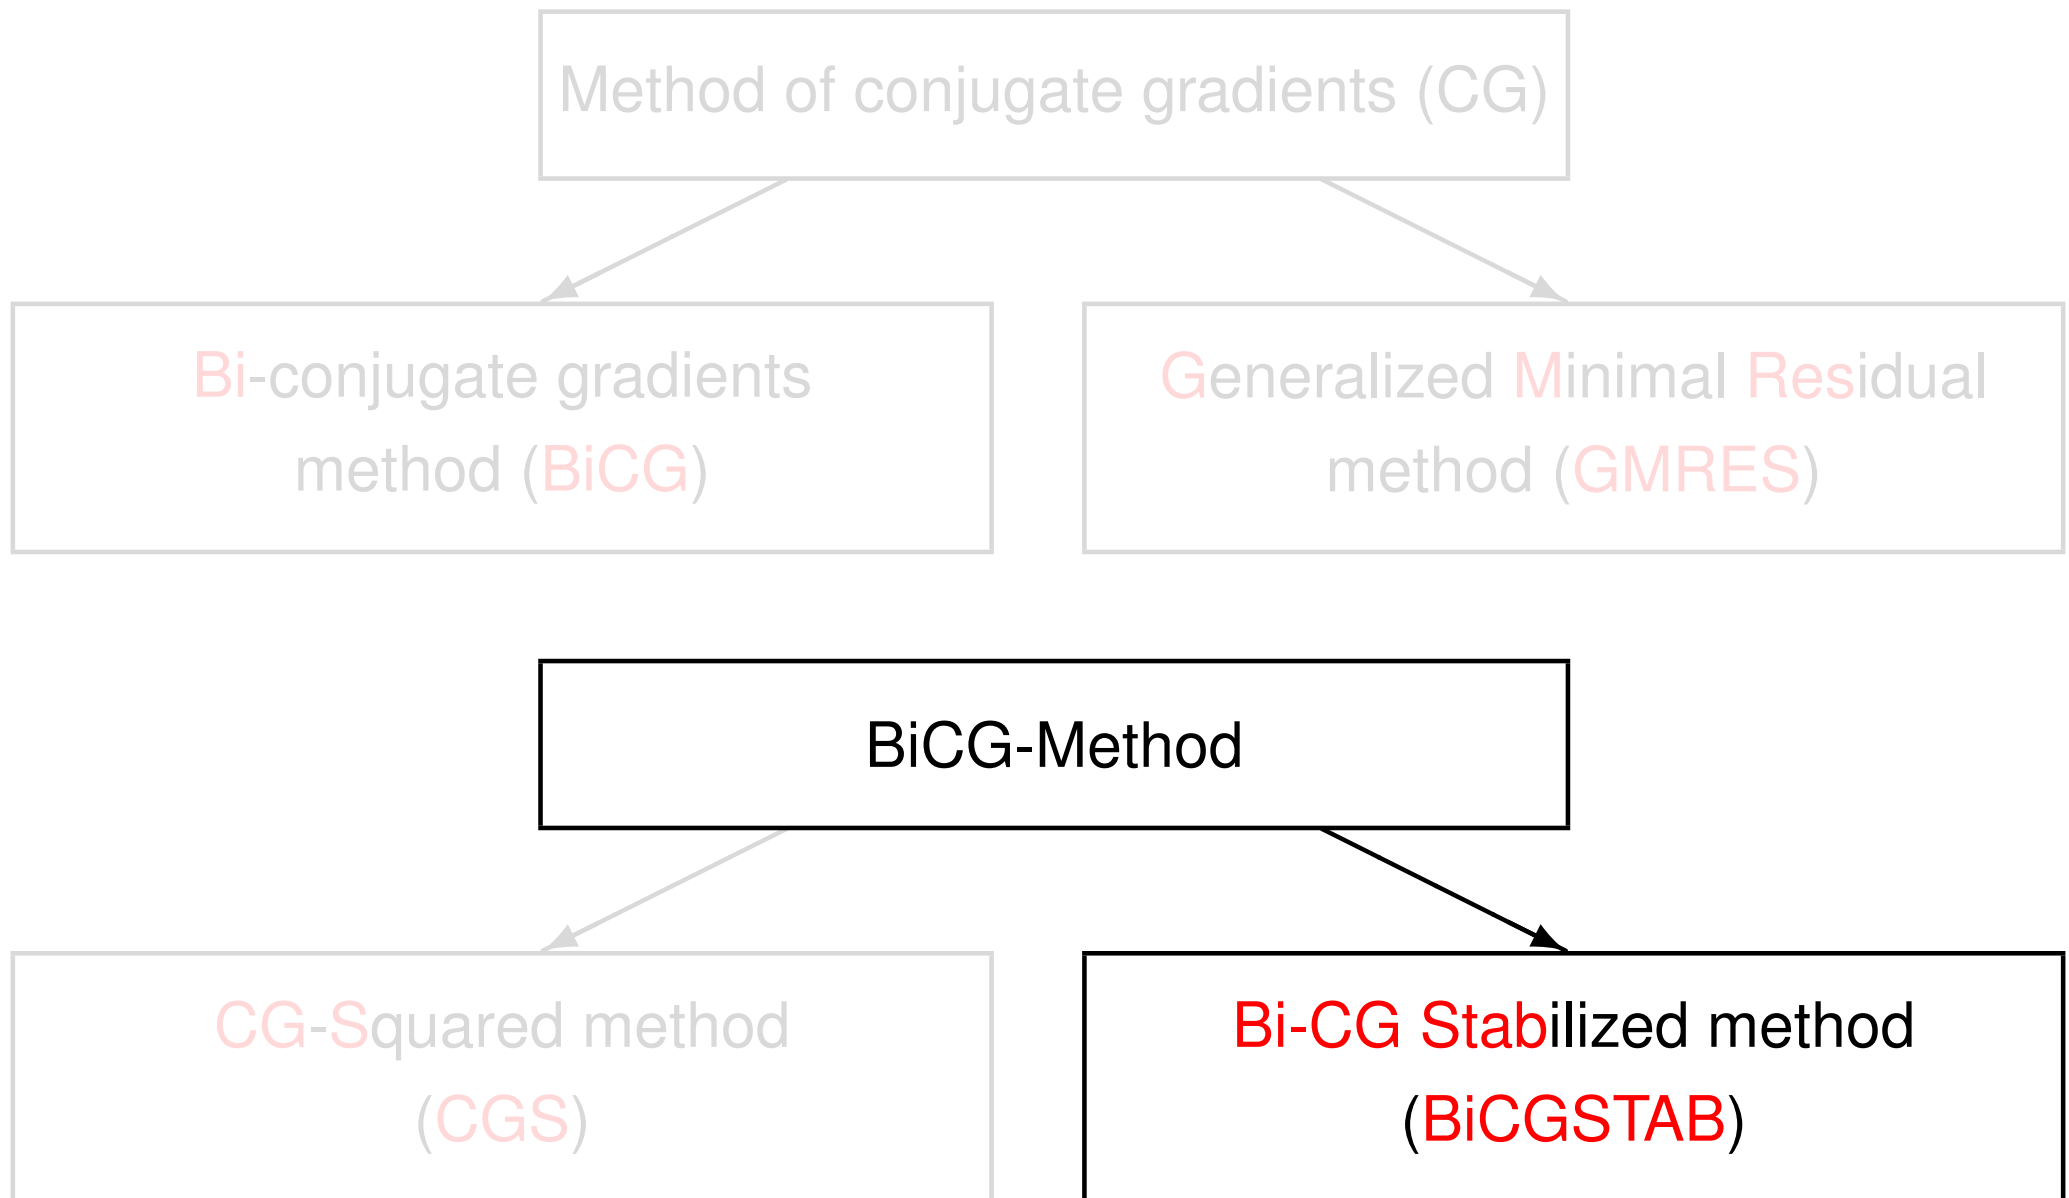 Method of conjugate gradients (CG)
Bi-conjugate gradients
method (BiCG)
Generalized Minimal Residual
method (GMRES)
BiCG-Method
CG-Squared method
(CGS)
Bi-CG Stabilized method
(BiCGSTAB)